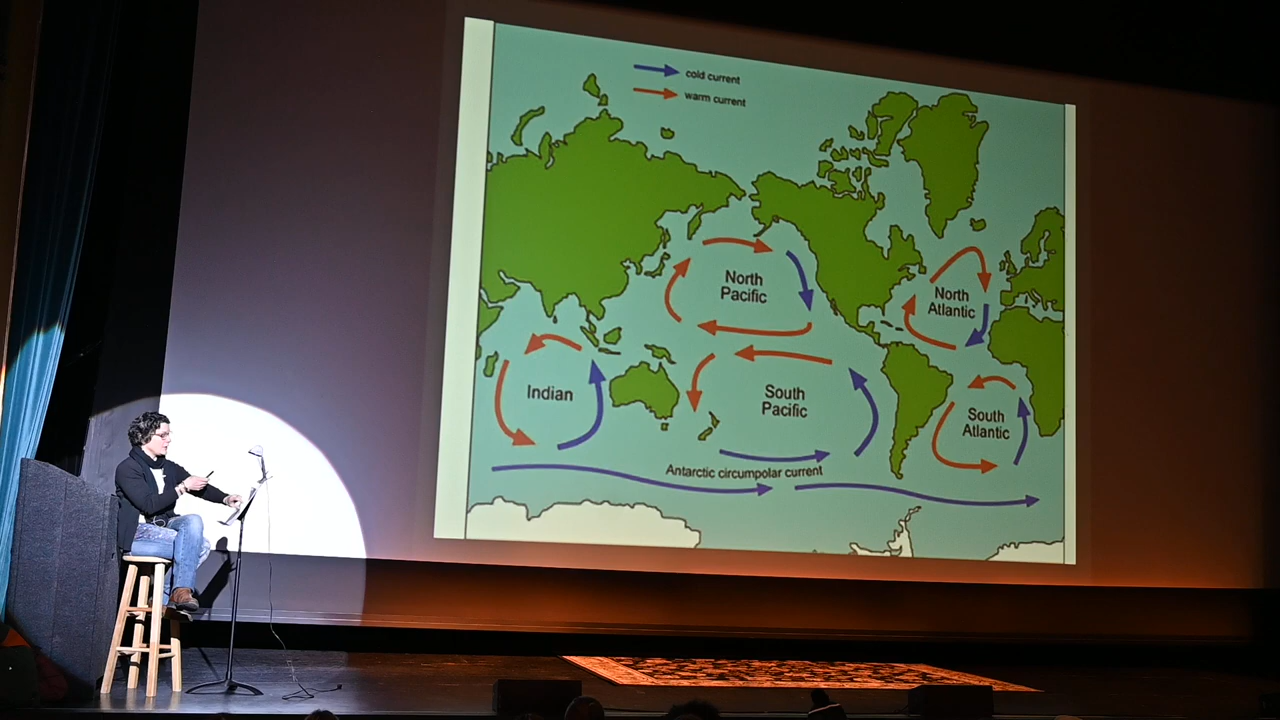 cold current
warm current
North
Pacific
North
Atlantic
Indian
South
Pacific
South
Atlantic
Antarctic circumpolar current